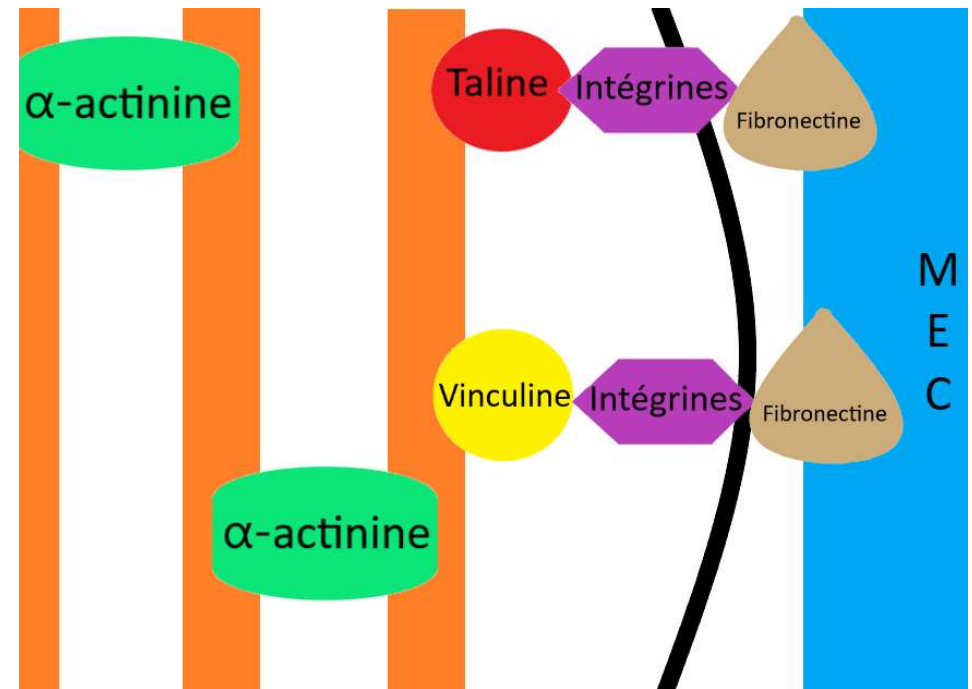 α-actinine
Taline
Intégrines
Fibronectine
M
E
C
Vinculine
Intégrines
Fibronectine
α-actinine